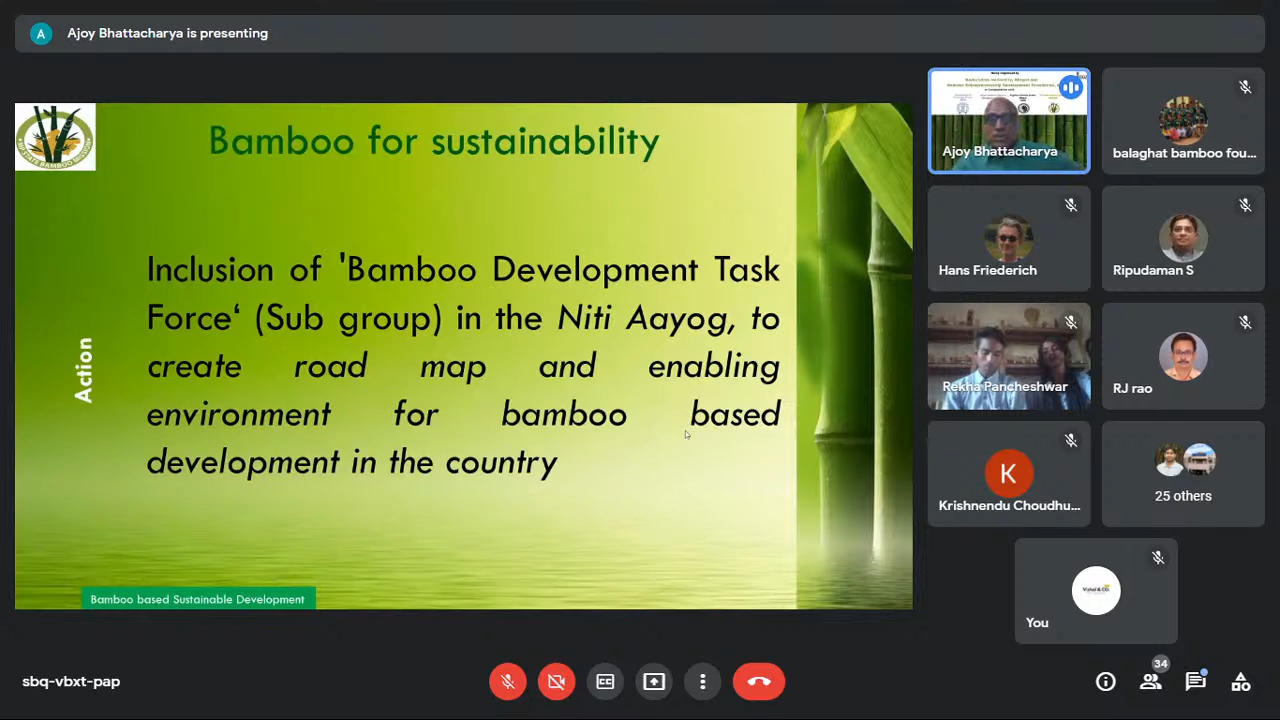 A
Ajoy Bhattacharya is presenting
Bamboo for sustainability
Inclusion of 'Bamboo Development Task
Force‘ (Sub group) in the Niti Aayog, to
create road map and enabling
environment for bamboo based
development in the country
Action
Bamboo based Sustainable Development
Ajoy Bhattacharya
balaghat bamboo fou...
Hans Friederich
Ripudaman S
Rekha Pancheshwar
RJ rao
K
Krishnendu Choudhu...
25 others
You
sbq-vbxt-pap
CC
34